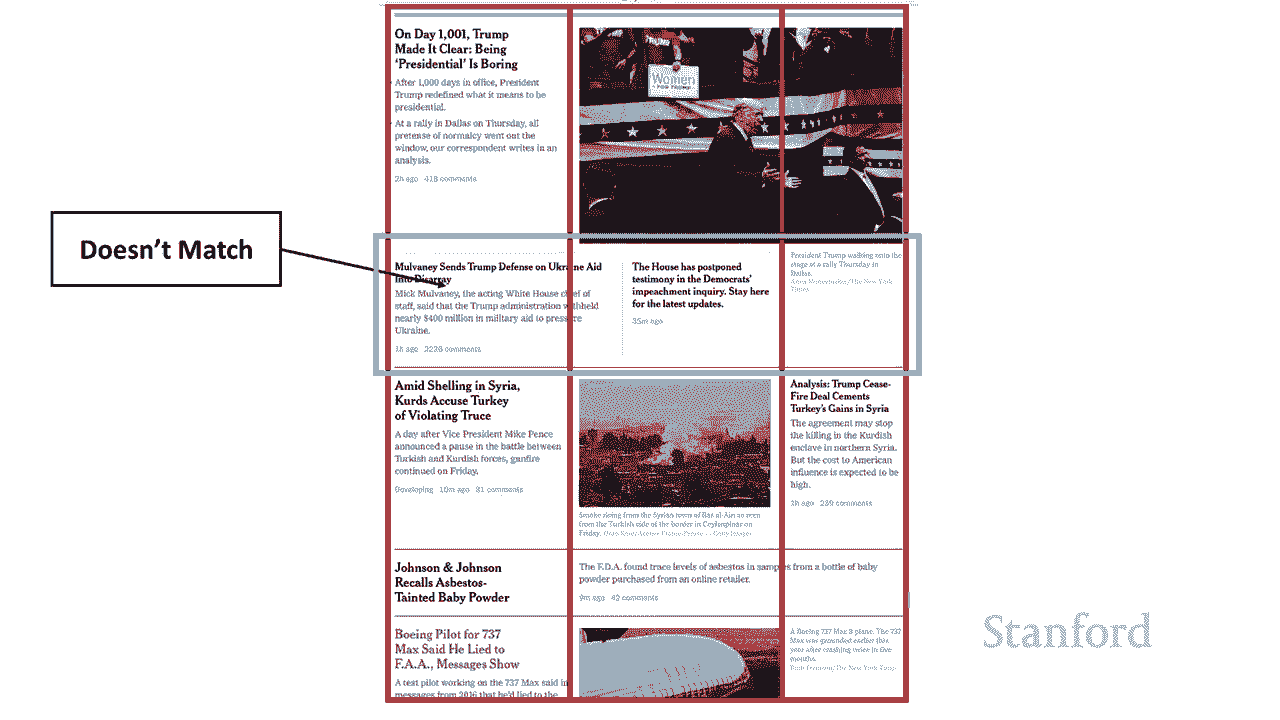 On Day 1,001, Trump
Made It Clear: Being
‘Presidential’ Is Boring
After 1,000 days in office, President
Trump redefined what it means to be
presidential.
At a rally in Dallas on Thursday, all
pretense of normalcy went out the
window, our correspondent writes in an
analysis.
2h ago 418 comments
Women
FOR TRUMP
Doesn’t Match
Mulvaney Sends Trump Defense on Ukraine Aid
Into Disarray
Mick Mulvaney, the acting White House chief of
staff, said that the Trump administration withheld
nearly $400 million in military aid to pressure
Ukraine.
1h ago 2226 comments
The House has postponed
testimony in the Democrats’
impeachment inquiry. Stay here
for the latest updates.
35m ago
President Trump walking onto the
stage at a rally Thursday in
Dallas.
The New York
Times
Amid Shelling in Syria,
Kurds Accuse Turkey
of Violating Truce
A day after Vice President Mike Pence
announced a pause in the battle between
Turkish and Kurdish forces, gunfire
continued on Friday.
Developing 10m ago 81 comments
Smoke rising from the Syrian town of Ras al-Ain as seen
from the Turkish side of the border in Ceylanpinar on
Friday.
Analysis: Trump Cease-
Fire Deal Cements
Turkey’s Gains in Syria
The agreement may stop
the killing in the Kurdish
enclave in northern Syria.
But the cost to American
influence is expected to be
high.
1h ago 239 comments
Johnson & Johnson
Recalls Asbestos-
Tainted Baby Powder
The F.D.A. found trace levels of asbestos in samples from a bottle of baby
powder purchased from an online retailer.
9m ago 42 comments
Boeing Pilot for 737
Max Said He Lied to
F.A.A., Messages Show
A test pilot working on the 737 Max said in
messages from 2016 that he’d lied to the
A Boeing 737 Max 8 plane. The 737
Max was grounded earlier this
year after crashing twice in five
months.
The New York Times
Stanford